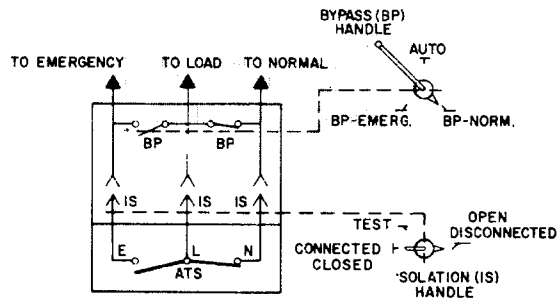 BYPASS (BP)
HANDLE
AUTO
TO EMERGENCY
TO LOAD
TO NORMAL
BP-EMERG.
BP-NORM.
BP
BP
IS
IS
IS
TEST
OPEN
DISCONNECTED
CONNECTED
CLOSED
E
L
N
ATS
SOLATION (IS)
HANDLE